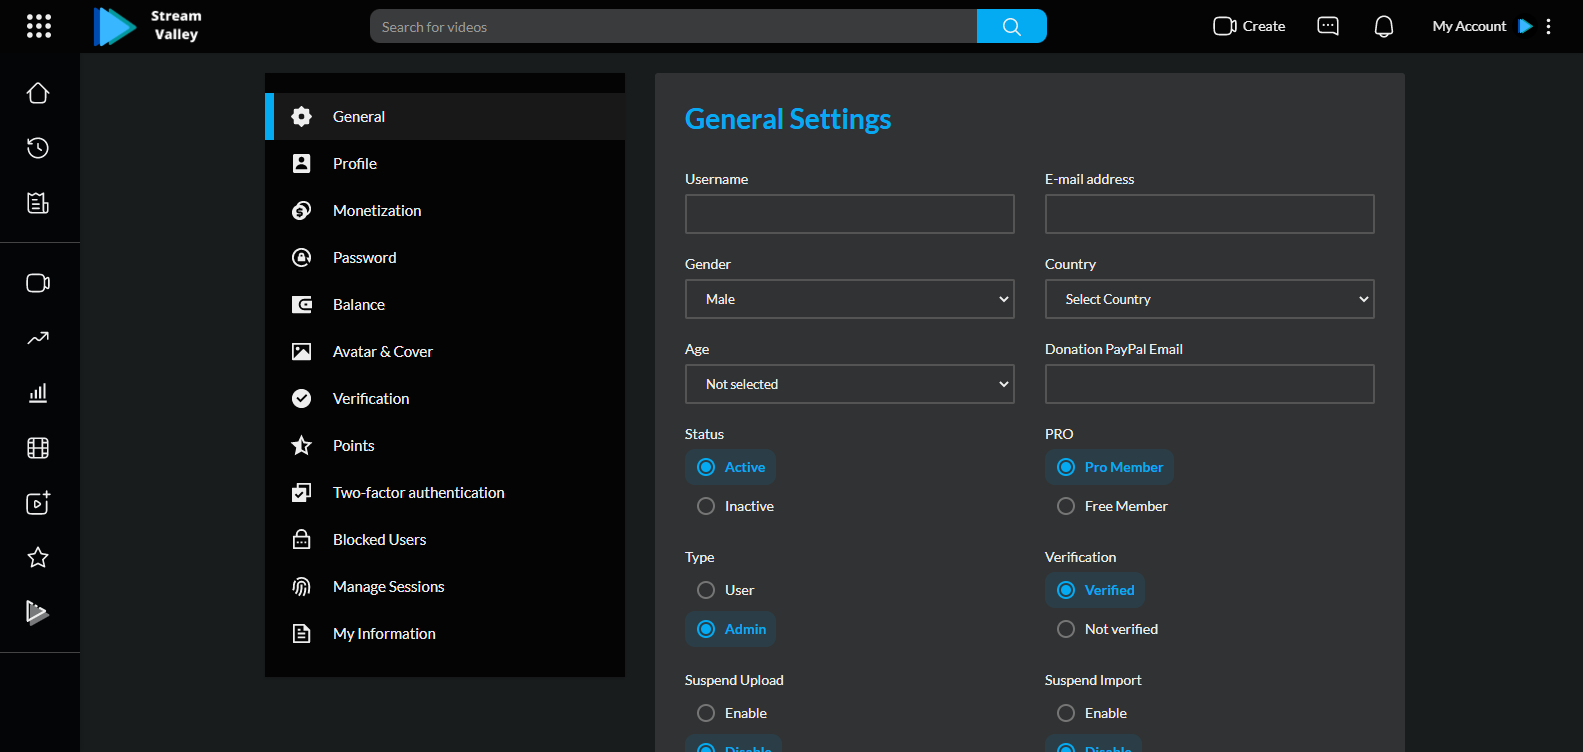 Stream
Valley
Search for videos
Create
My Account
General
Profile
Monetization
Password
Balance
Avatar & Cover
Verification
Points
Two-factor authentication
Blocked Users
Manage Sessions
My Information
General Settings
Username
E-mail address
Gender
Country
Male
Select Country
Age
Donation PayPal Email
Not selected
Status
PRO
Active
Pro Member
Inactive
Free Member
Type
Verification
User
Verified
Admin
Not verified
Suspend Upload
Suspend Import
Enable
Enable
Disable
Disable